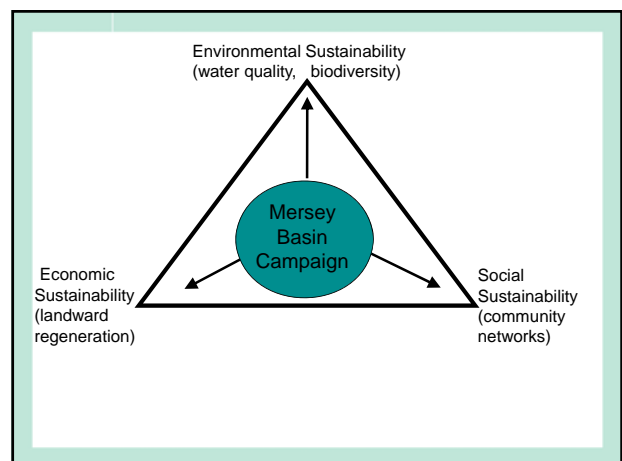 Environmental Sustainability
(water quality, biodiversity)
Mersey
Basin
Campaign
Economic
Sustainability
(landward
regeneration)
Social
Sustainability
(community
networks)